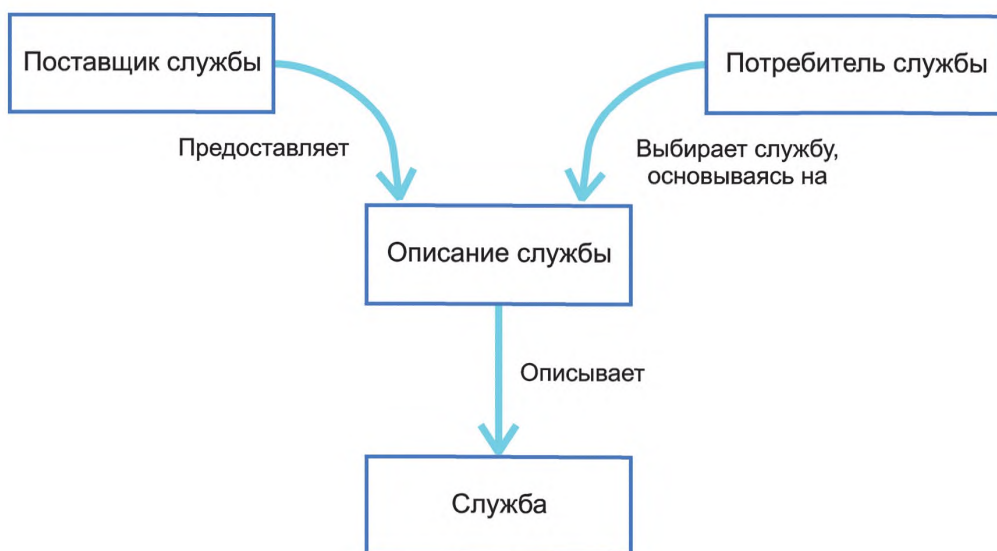 Поставщик службы
Потребитель службы
Предоставляет
Выбирает службу,
основываясь на
Описание службы
Описывает
Служба